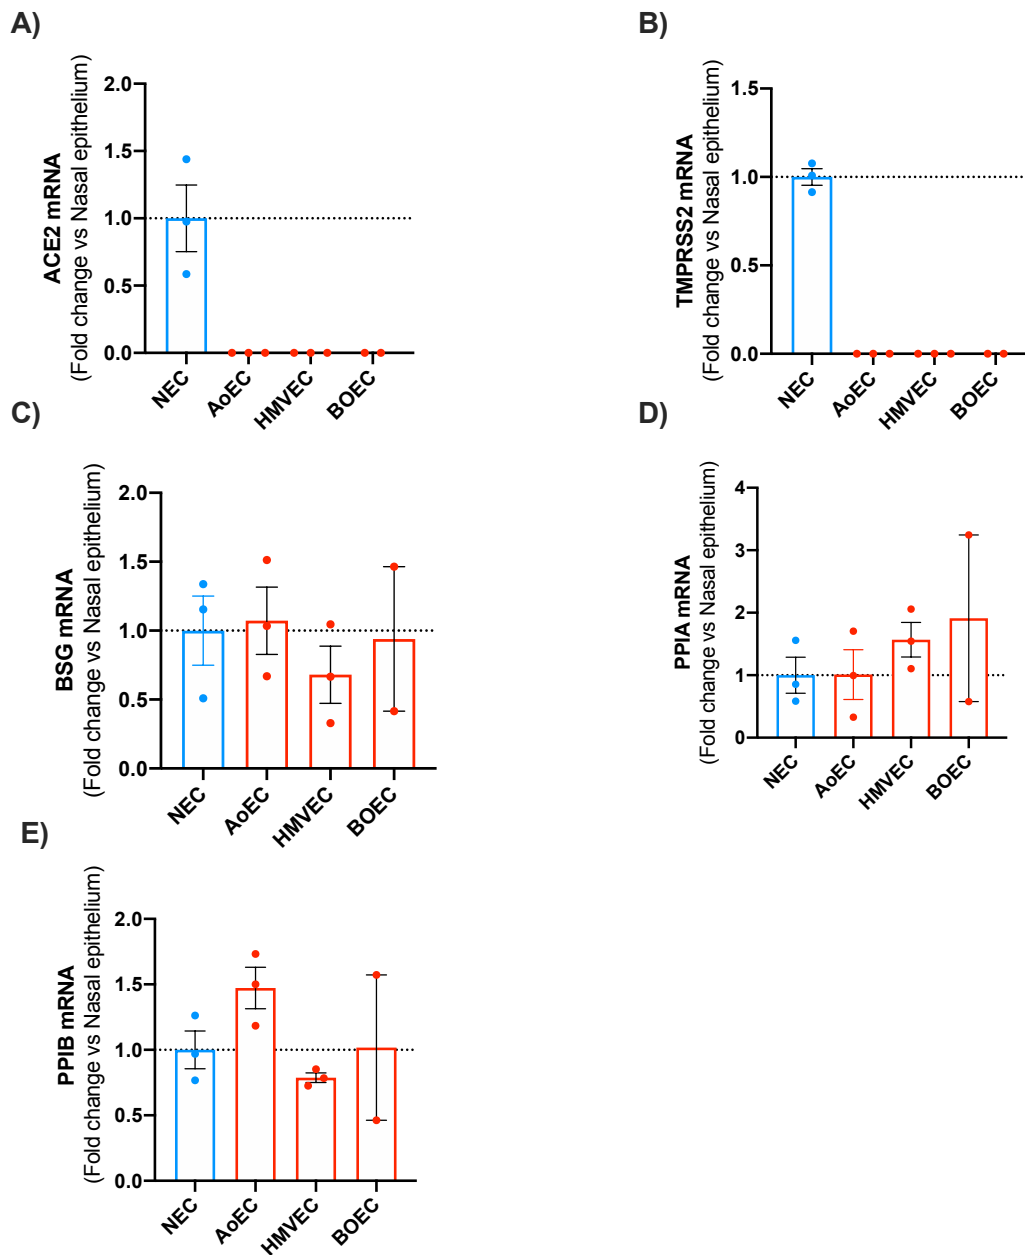 A)
ACE2 mRNA
(Fold change vs Nasal epithelium)
2.0
1.5
1.0
0.5
0.0
NEC
AoEC
HMVEC
BOEC
B)
TMPRSS2 mRNA
(Fold change vs Nasal epithelium)
1.5
1.0
0.5
0.0
NEC
AoEC
HMVEC
BOEC
C)
BSG mRNA
(Fold change vs Nasal epithelium)
2.0
1.5
1.0
0.5
0.0
NEC
AoEC
HMVEC
BOEC
D)
PPIA mRNA
(Fold change vs Nasal epithelium)
4
3
2
1
0
NEC
AoEC
HMVEC
BOEC
E)
PPIB mRNA
(Fold change vs Nasal epithelium)
2.0
1.5
1.0
0.5
0.0
NEC
AoEC
HMVEC
BOEC